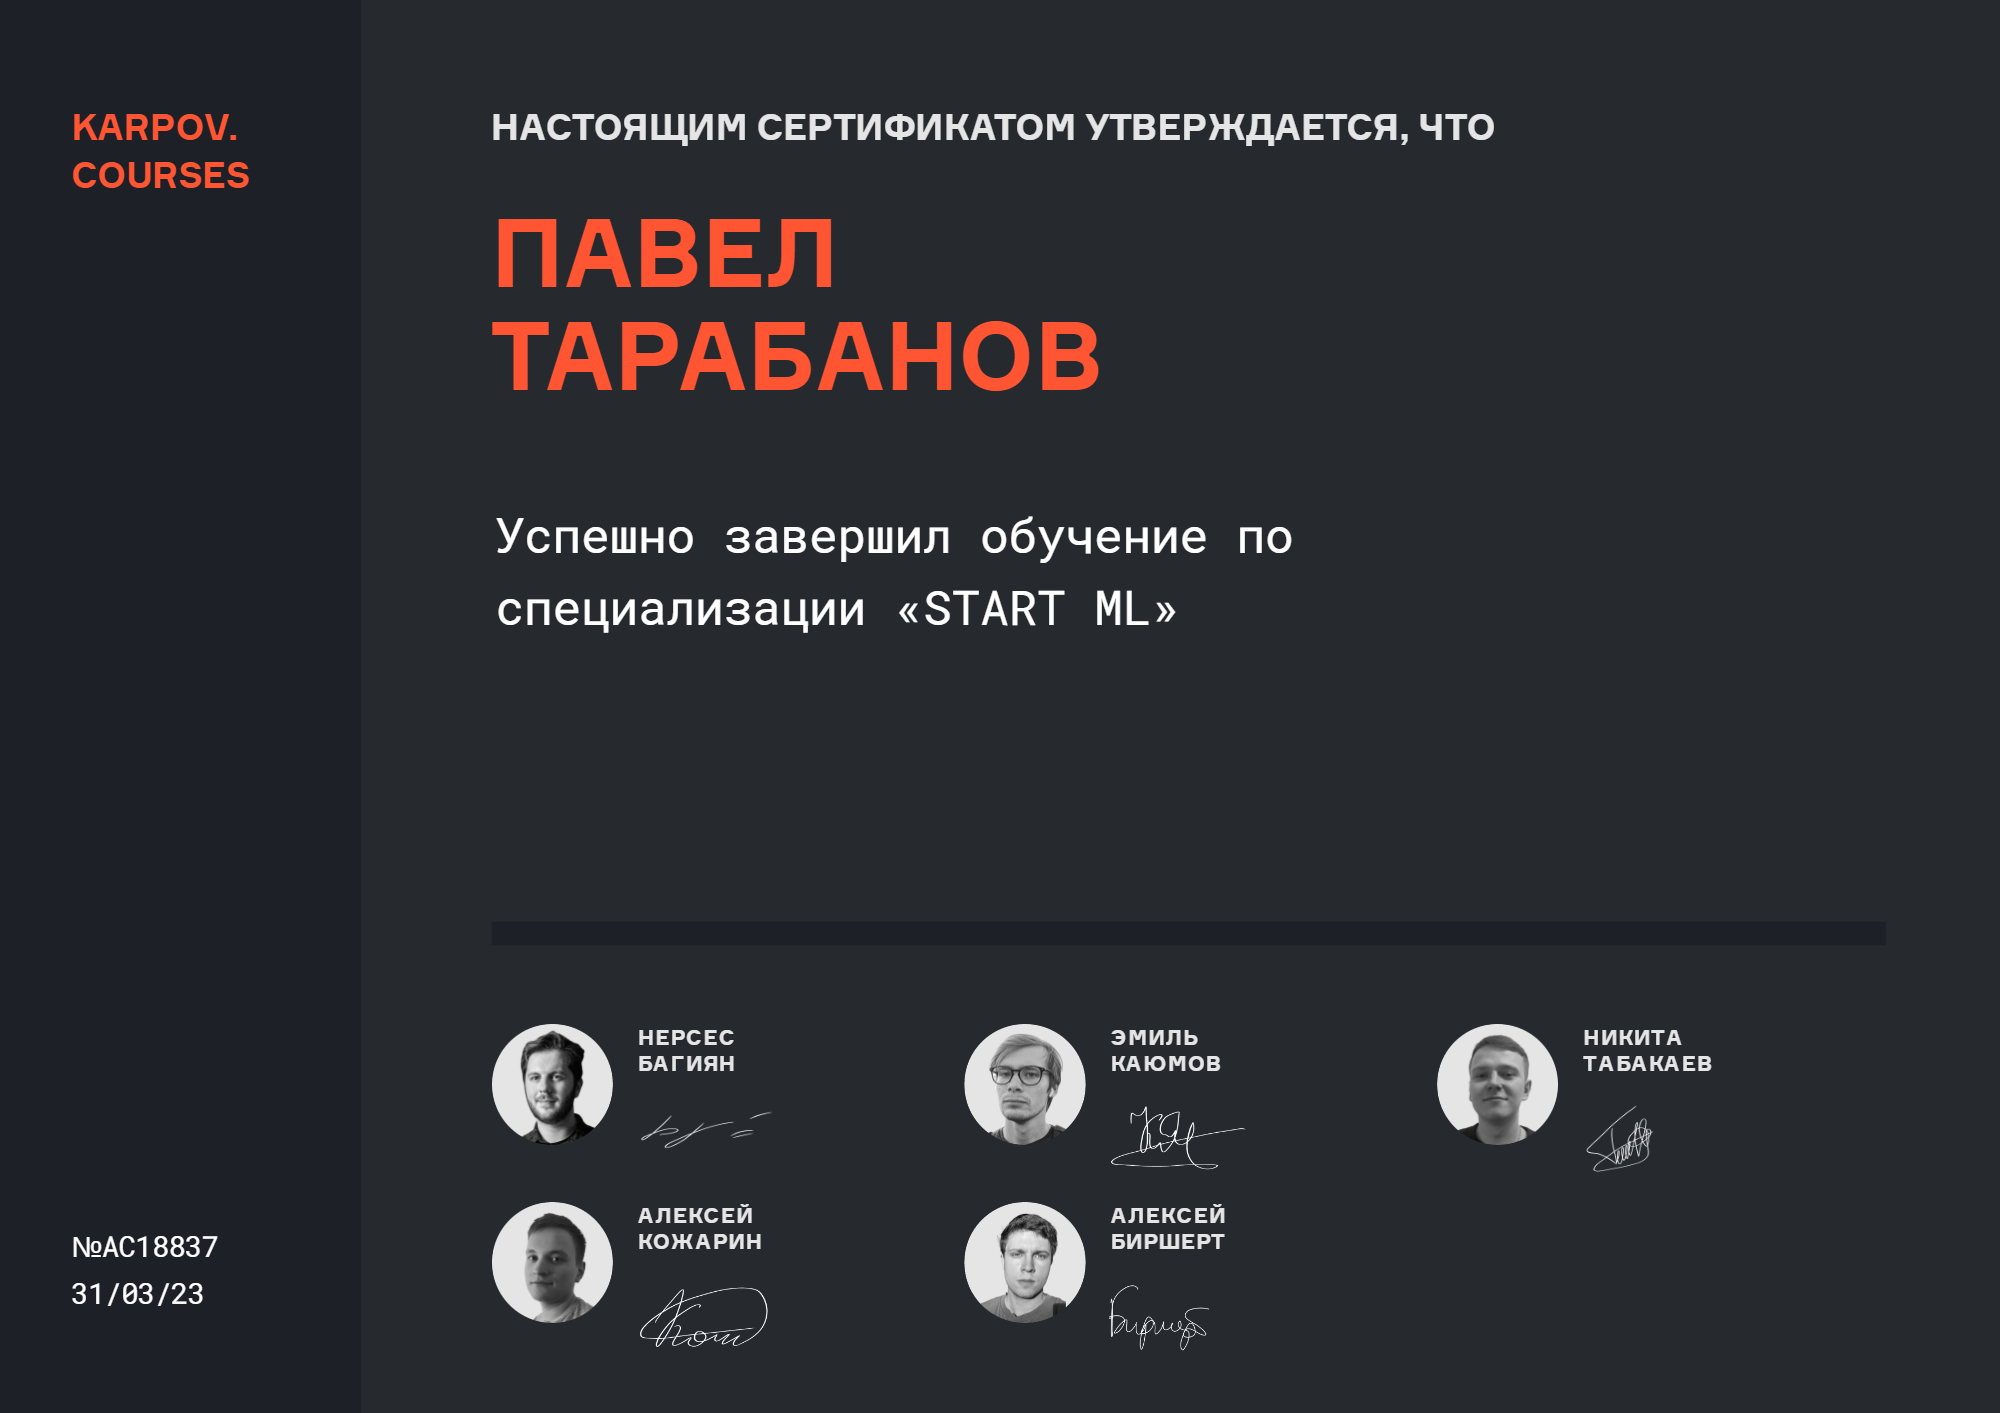 KARPOV.
COURSES
НАСТОЯЩИМ СЕРТИФИКАТОМ УТВЕРЖДАЕТСЯ, ЧТО
ПАВЕЛ
ТАРАБАНОВ
Успешно завершил обучение по
специализации «START ML»
НЕРСЕС
БАГИЯН
ЭМИЛЬ
КАЮМОВ
НИКИТА
ТАБАКАЕВ
АЛЕКСЕЙ
КОЖАРИН
АЛЕКСЕЙ
БИРШЕРТ
№AC18837
31/03/23